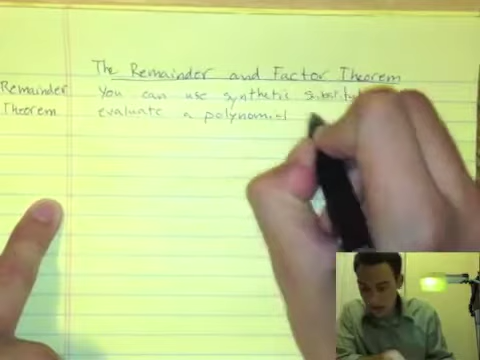 The Remainder and Factor Theorem
Remainder
Theorem
You can use synthetic
evaluate a polynomial